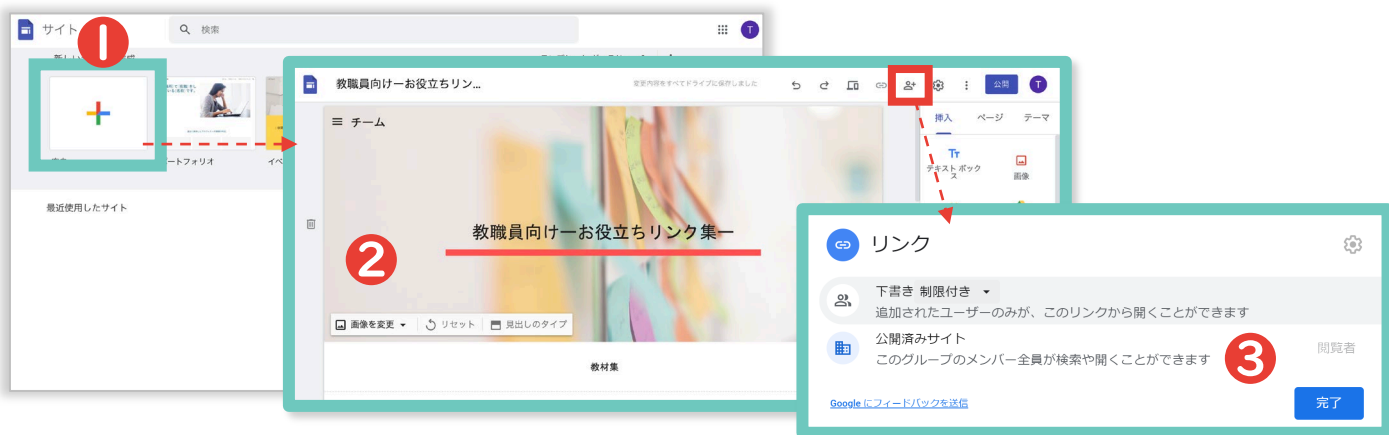 サイト
検索
T
1
ートフォリオ
イベ
最近使用したサイト
教職員向けーお役立ちリン...
変更内容をすべてドライブに保存しました
公開
T
チーム
挿入
ページ
テーマ
Tт
テキスト ボック
ス
画像
教職員向けーお役立ちリンク集ー
2
画像を変更
リセット
見出しのタイプ
教材集
リンク
下書き 制限付き
追加されたユーザーのみが、このリンクから開くことができます
公開済みサイト
このグループのメンバー全員が検索や開くことができます
3
閲覧者
Google にフィードバックを送信
完了